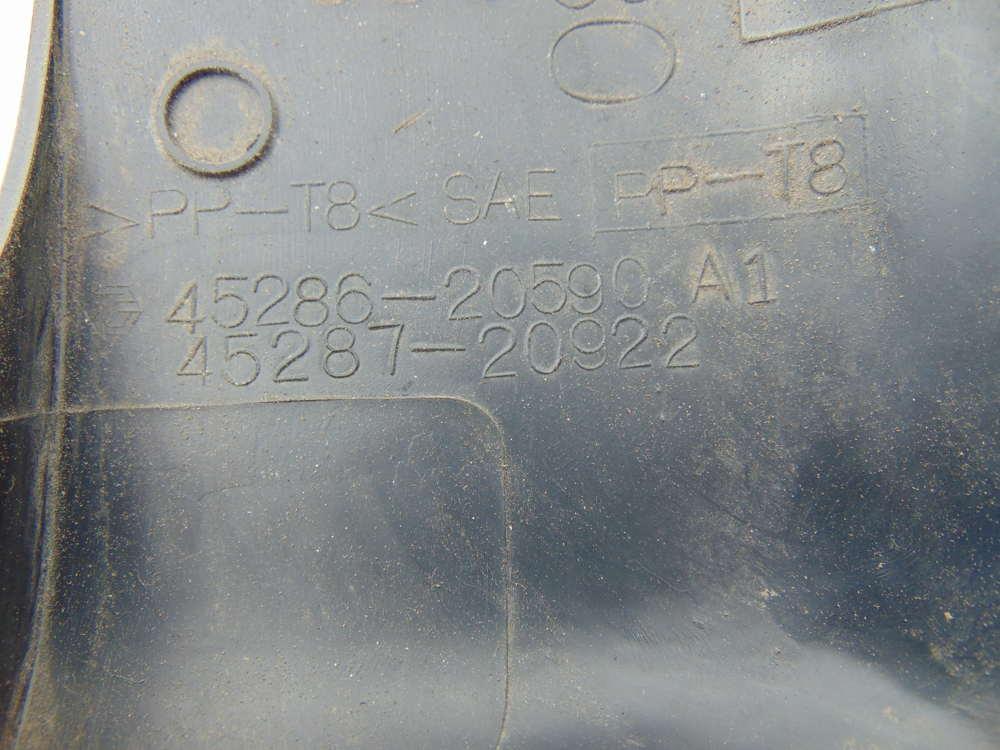 >PP-T8< SAE PP-T8
45286-20590 A1
45287-20922